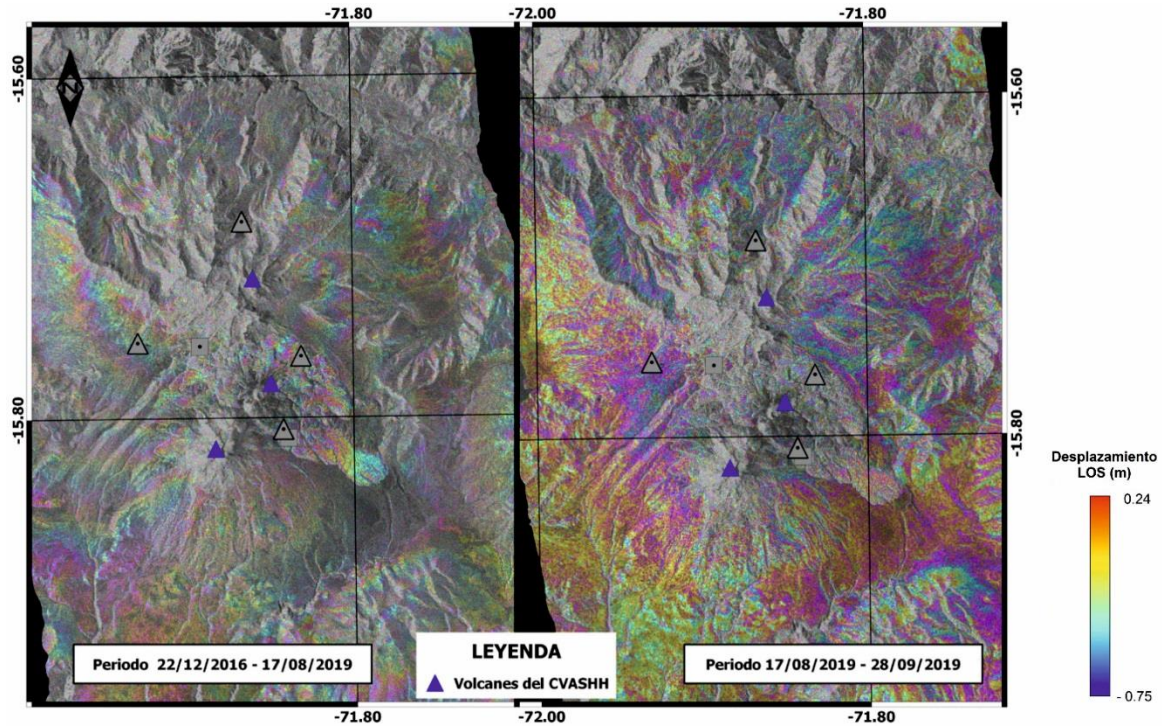 -71.80
-72.00
-71.80
-15.60
-15.60
N
-15.80
-15.80
Desplazamiento
LOS (m)
0.24
-0.75
Periodo 22/12/2016 - 17/08/2019
LEYENDA
Volcanes del CVASHH
Periodo 17/08/2019 - 28/09/2019
-71.80
-72.00
-71.80